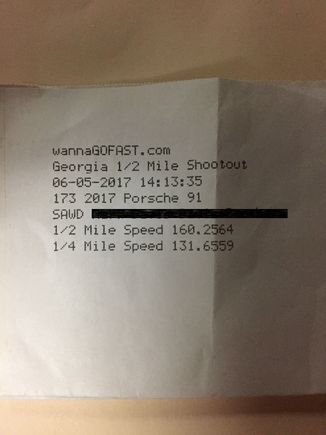 wannaGOFAST.com
Georgia 1/2 Mile Shootout
06-05-2017 14:13:35
173 2017 Porsche 91
SAWD
1/2 Mile Speed 160.2564
1/4 Mile Speed 131.6559